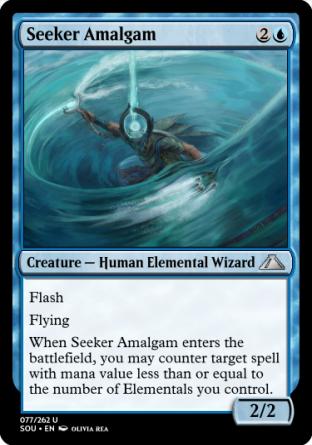 Seeker Amalgam 2
Creature — Human Elemental Wizard
Flash
Flying
When Seeker Amalgam enters the
battlefield, you may counter target spell
with mana value less than or equal to
the number of Elementals you control.
2/2
077/262 U
SOU • EN OLIVIA REA